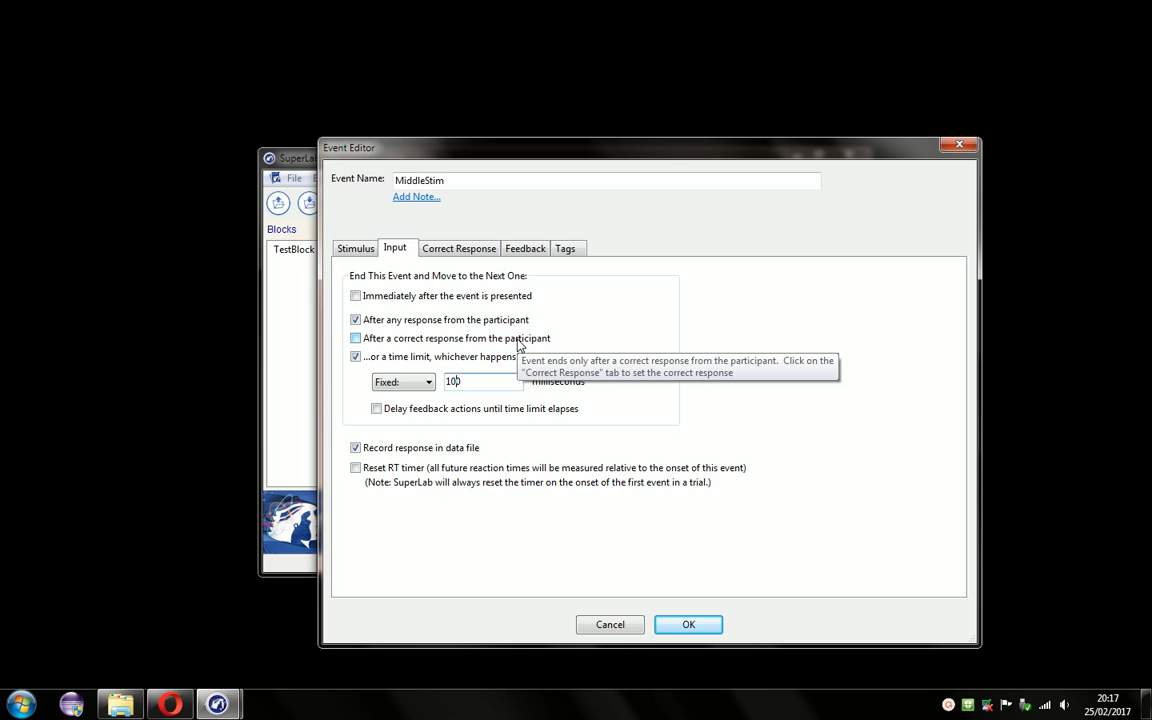 Event Editor
SuperLa
Event Name: MiddleStim
File
Add Note...
Blocks
TestBlock
Stimulus Input Correct Response Feedback Tags
End This Event and Move to the Next One:
Immediately after the event is presented
After any response from the participant
After a correct response from the participant
...or a time limit, whichever happens
Event ends only after a correct response from the participant. Click on the
"Correct Response" tab to set the correct response
Fixed: 100 milliseconds
Delay feedback actions until time limit elapses
Record response in data file
Reset RT timer (all future reaction times will be measured relative to the onset of this event)
(Note: SuperLab will always reset the timer on the onset of the first event in a trial.)
Cancel OK
20:17
25/02/2017